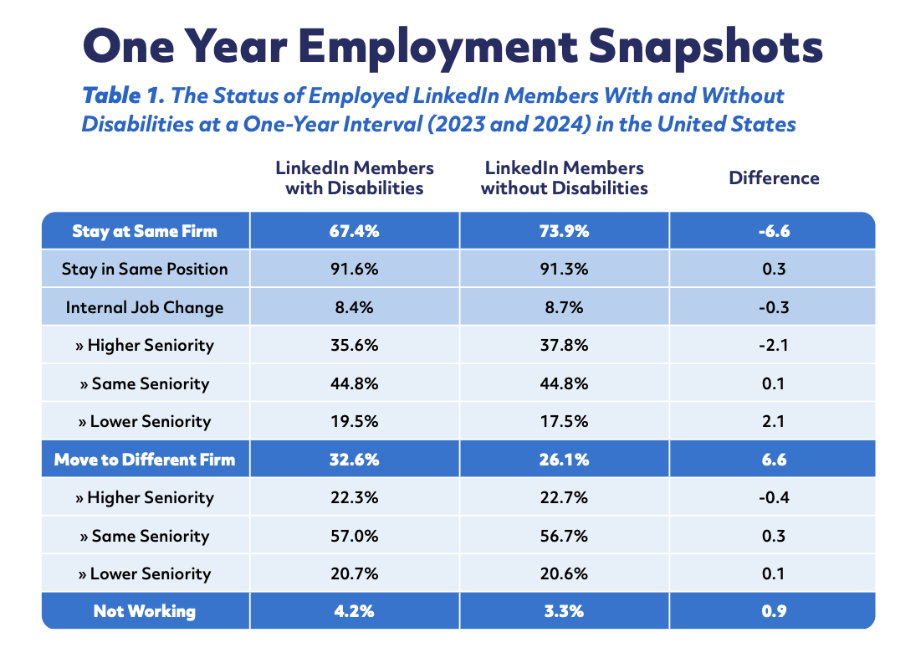 One Year Employment Snapshots
Table 1. The Status of Employed LinkedIn Members With and Without
Disabilities at a One-Year Interval (2023 and 2024) in the United States
LinkedIn Members with Disabilities LinkedIn Members without Disabilities Difference
Stay at Same Firm 67.4% 73.9% -6.6
Stay in Same Position 91.6% 91.3% 0.3
Internal Job Change 8.4% 8.7% -0.3
» Higher Seniority 35.6% 37.8% -2.1
» Same Seniority 44.8% 44.8% 0.1
» Lower Seniority 19.5% 17.5% 2.1
Move to Different Firm 32.6% 26.1% 6.6
» Higher Seniority 22.3% 22.7% -0.4
» Same Seniority 57.0% 56.7% 0.3
» Lower Seniority 20.7% 20.6% 0.1
Not Working 4.2% 3.3% 0.9